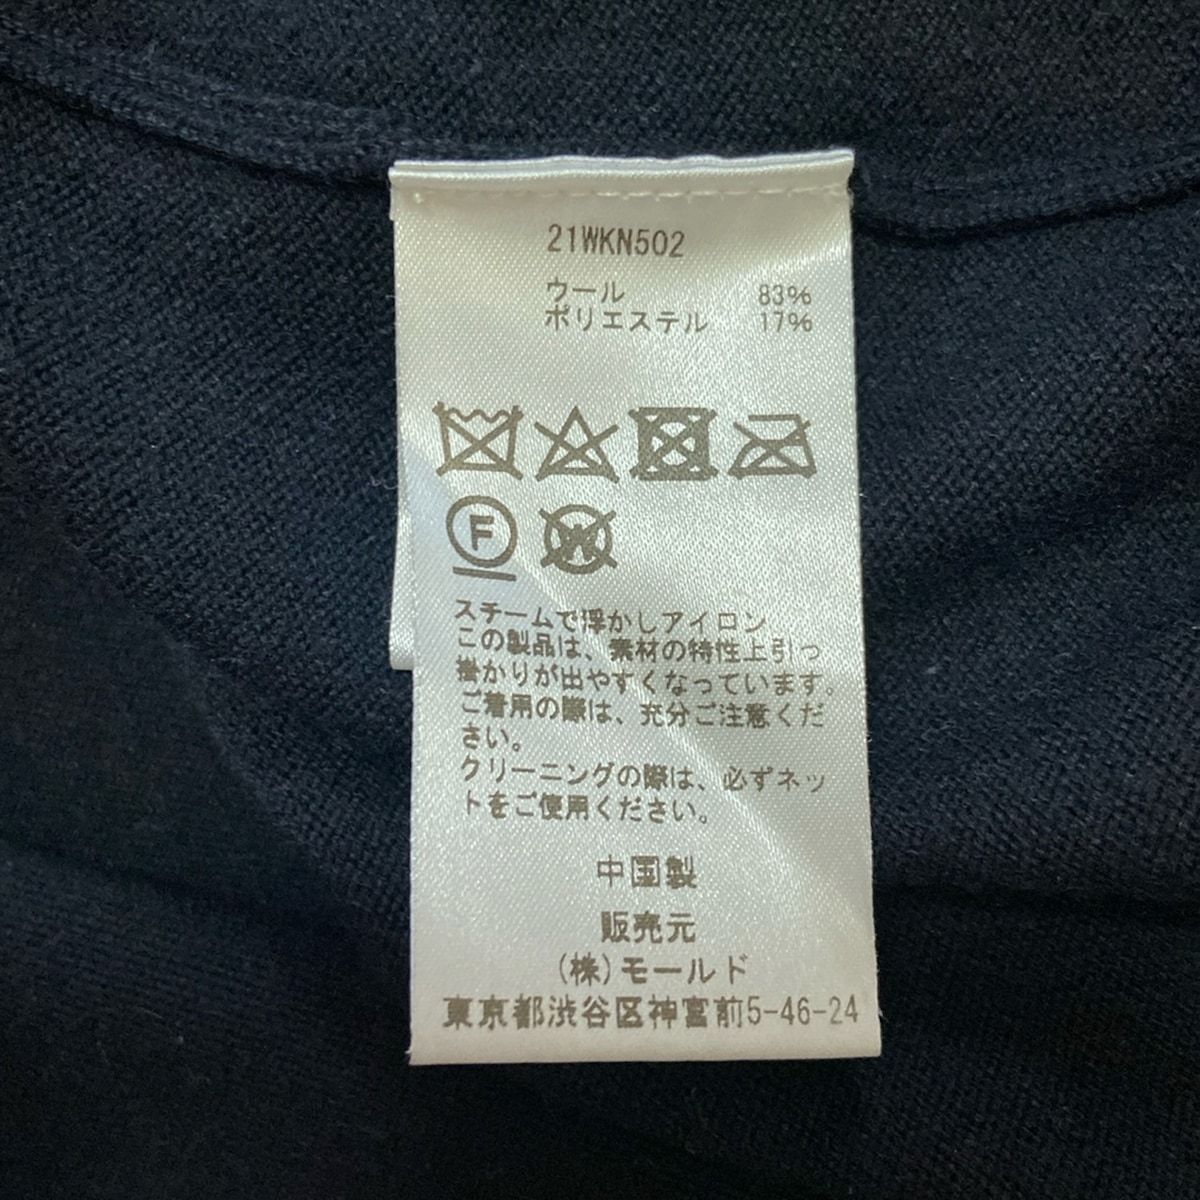 21WKN502
ウール 83%
ポリエステル 17%
F
W
スチームで浮かしアイロン
この製品は、素材の特性上引っ
掛かりが出やすくなっています。
ご着用の際は、充分ご注意くだ
さい。
クリーニングの際は、必ずネッ
トをご使用ください。
中国製
販売元
(株)モールド
東京都渋谷区神宮前5-46-24